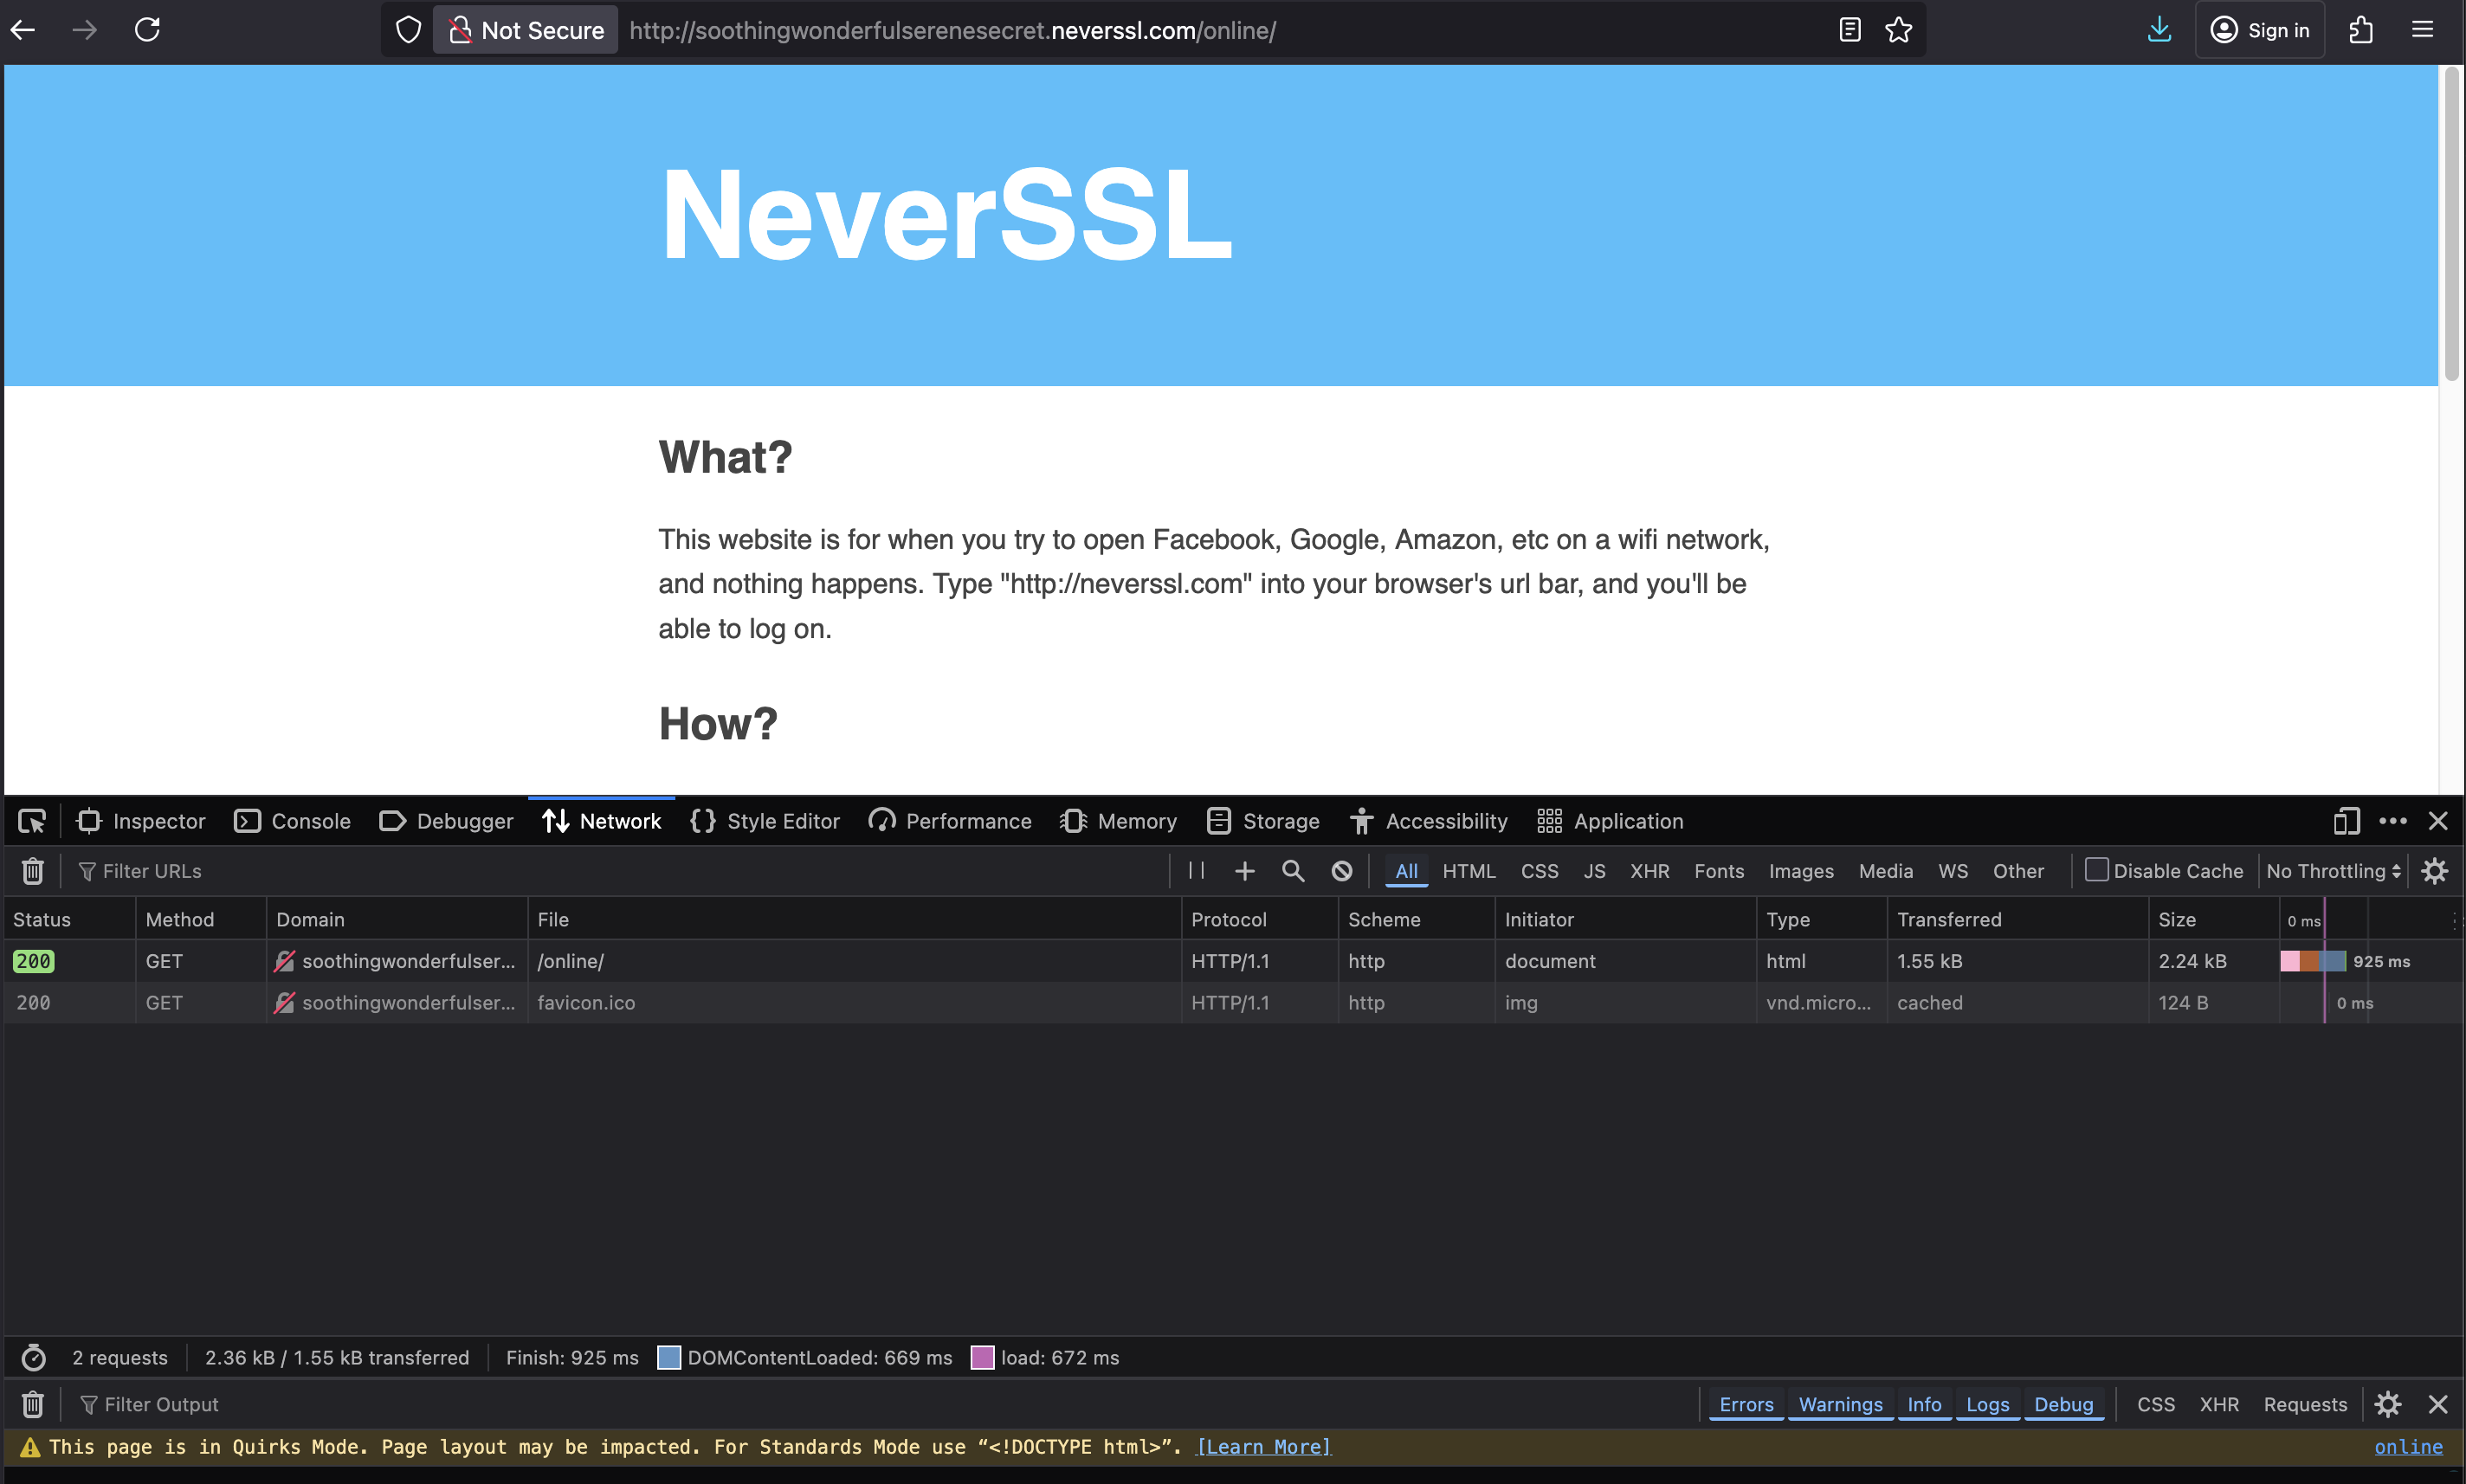 Not Secure http://soothingwonderfulserenesecret.neverssl.com/online/ Sign in
NeverSSL
What?
This website is for when you try to open Facebook, Google, Amazon, etc on a wifi network,
and nothing happens. Type "http://neverssl.com" into your browser's url bar, and you'll be
able to log on.
How?
Inspector Console Debugger Network Style Editor Performance Memory Storage Accessibility Application
Filter URLs All HTML CSS JS XHR Fonts Images Media WS Other Disable Cache No Throttling
Status Method Domain File Protocol Scheme Initiator Type Transferred Size 0 ms
200 GET soothingwonderfulser... /online/ HTTP/1.1 http document html 1.55 kB 2.24 kB 925 ms
200 GET soothingwonderfulser... favicon.ico HTTP/1.1 http img vnd.micro... cached 124 B 0 ms
2 requests 2.36 kB / 1.55 kB transferred Finish: 925 ms DOMContentLoaded: 669 ms load: 672 ms
Filter Output Errors Warnings Info Logs Debug CSS XHR Requests
This page is in Quirks Mode. Page layout may be impacted. For Standards Mode use “<!DOCTYPE html>”. [Learn More] online